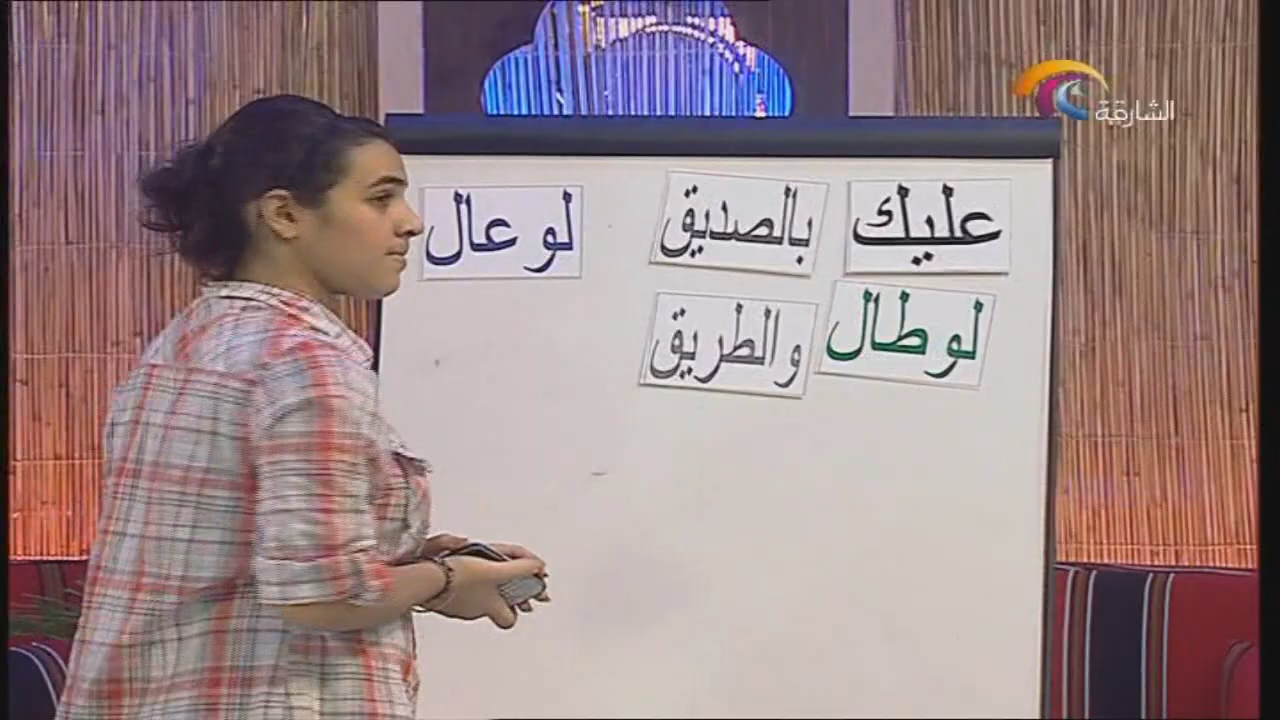 الشارقة
عليك بالصديق لو عال
لو طال والطريق